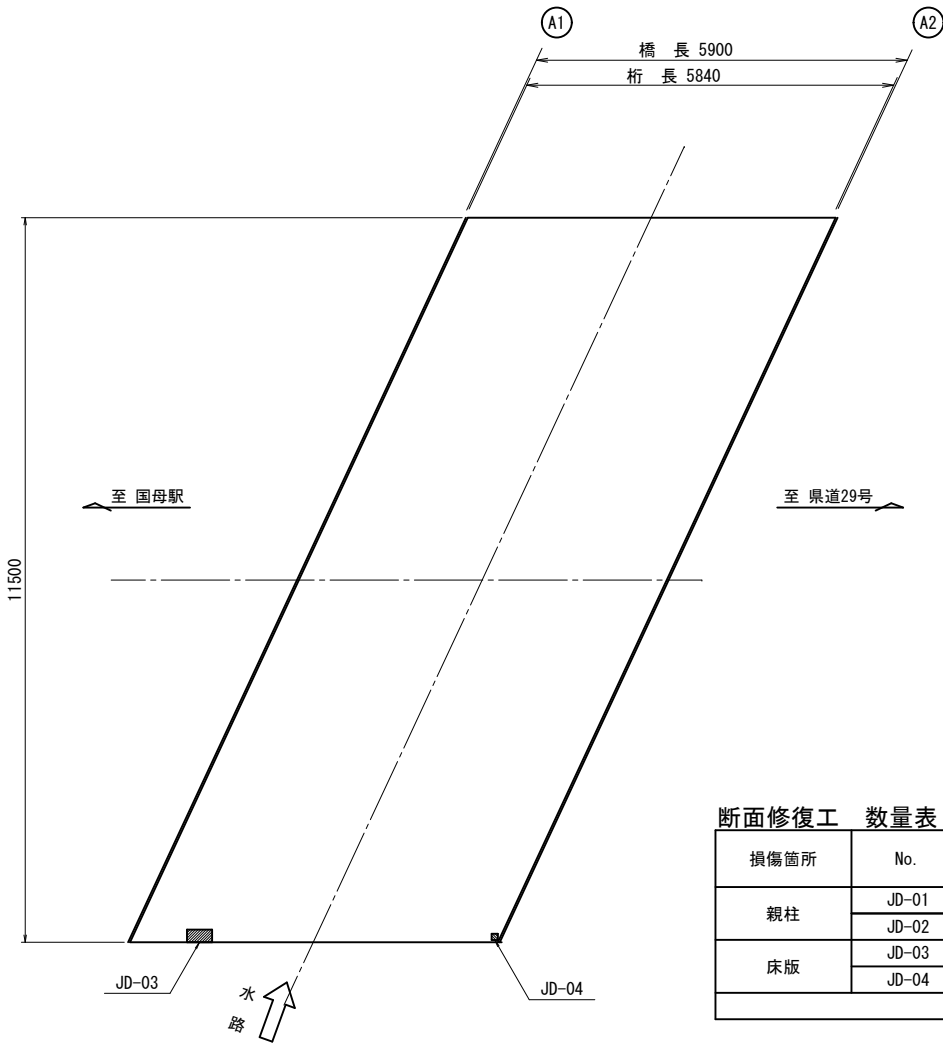 A1
A2
橋 長 5900
桁 長 5840
至 国母駅
至 県道29号
11500
JD-03
JD-04
水
路
断面修復工 数量表
損傷箇所 No.
親柱 JD-01
JD-02
床版 JD-03
JD-04